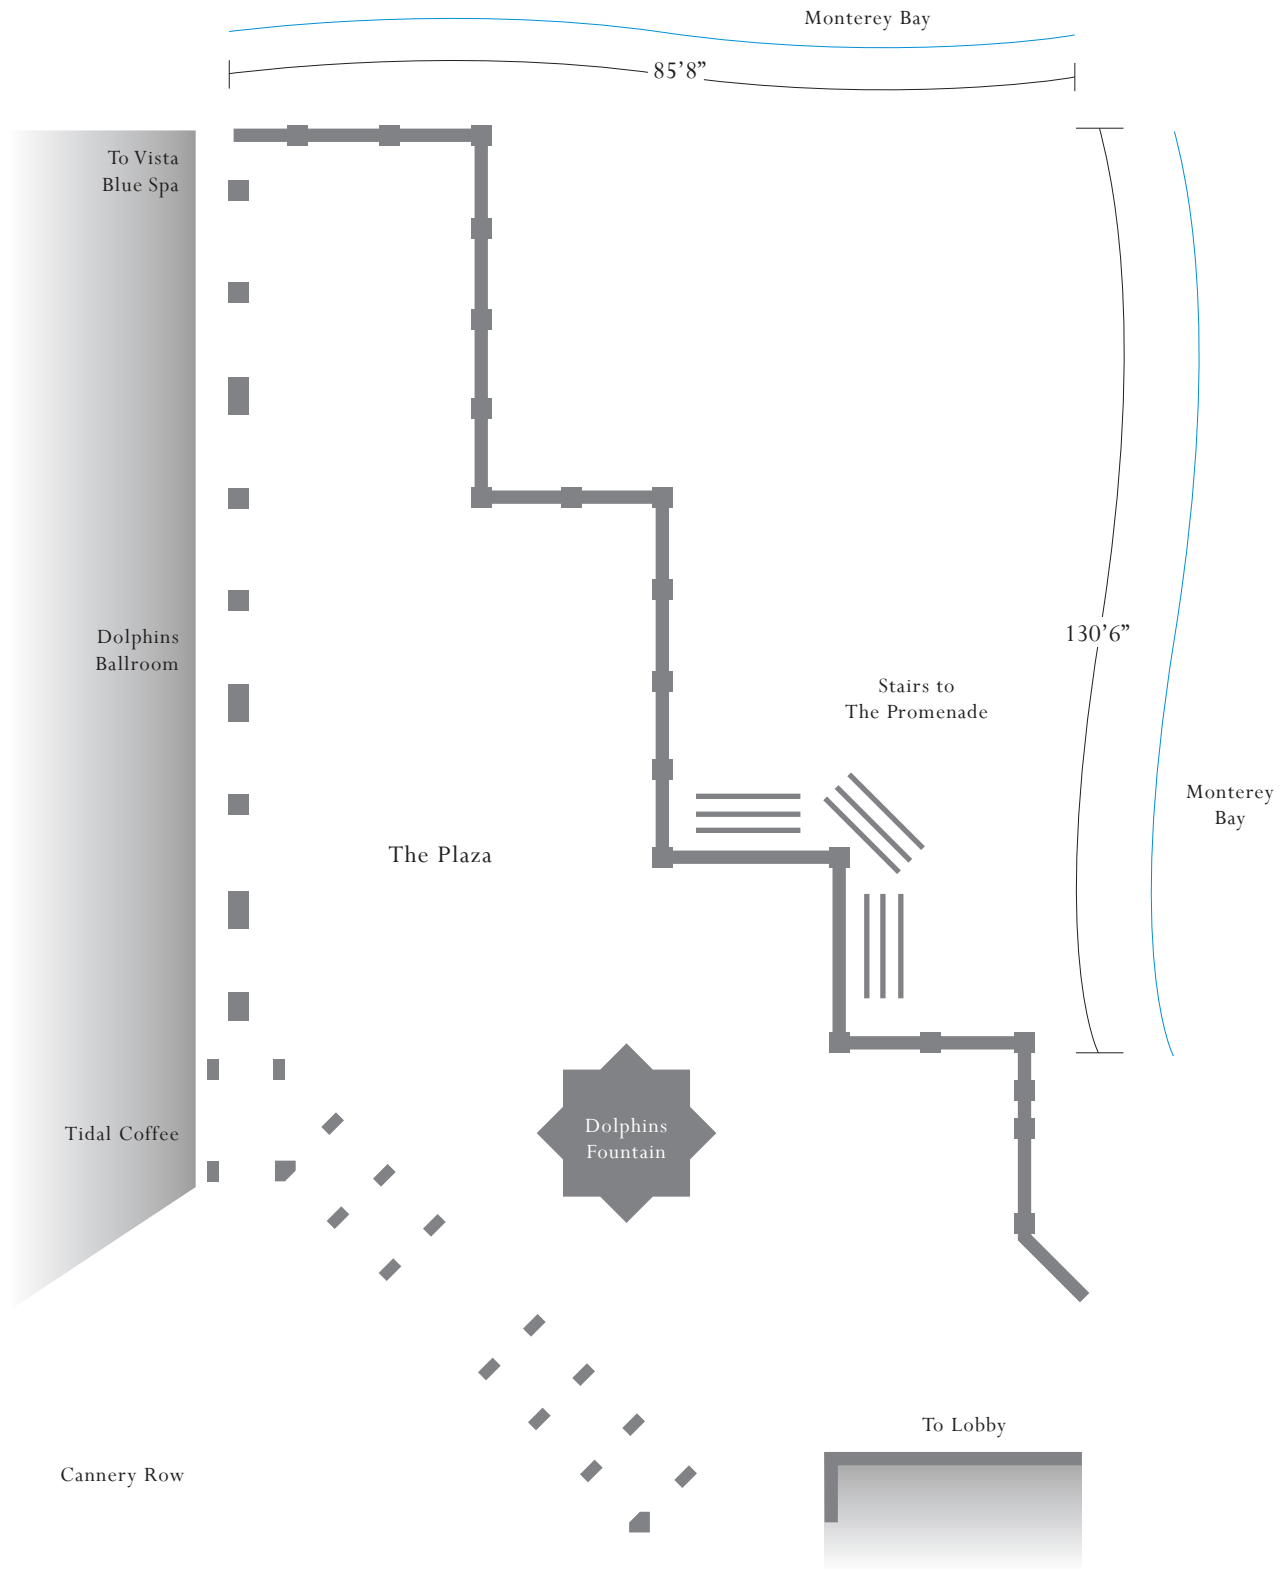 Monterey Bay
85’8”
To Vista
Blue Spa
130’6”
Dolphins
Ballroom
Stairs to
The Promenade
Monterey
Bay
The Plaza
Dolphins
Fountain
Tidal Coffee
To Lobby
Cannery Row